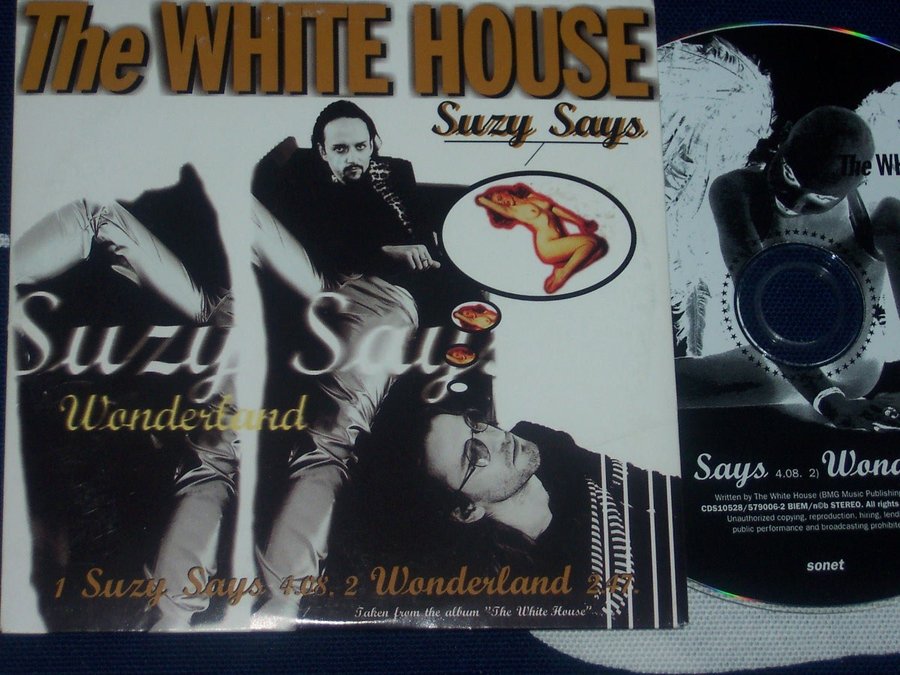 The WHITE HOUSE
Suzy Says
Suzy Says
Wonderland
1 Suzy Says 4.08. 2 Wonderland 2.47.
Taken from the album "The White House"...
The WH
Says 4.08. 2) Wond
Written by The White House (BMG Music Publishing
CDS10528/579006-2 BIEM/n©b STEREO. All rights
Unauthorized copying, reproduction, hiring, lend
public performance and broadcasting prohibite
sonet